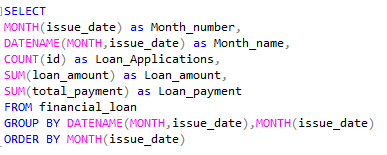 SELECT
MONTH(issue_date) as Month_number,
DATENAME(MONTH,issue_date) as Month_name,
COUNT(id) as Loan_Applications,
SUM(loan_amount) as Loan_amount,
SUM(total_payment) as Loan_payment
FROM financial_loan
GROUP BY DATENAME(MONTH,issue_date),MONTH(issue_date)
ORDER BY MONTH(issue_date)